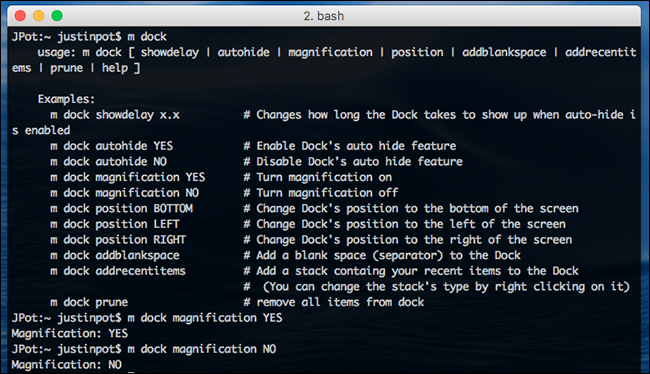 2. bash
JPot:~ justinpot$ m dock
    usage: m dock [ showdelay | autohide | magnification | position | addblankspace | addrecentit
ems | prune | help ]
    Examples:
      m dock showdelay x.x         # Changes how long the Dock takes to show up when auto-hide i
s enabled
      m dock autohide YES          # Enable Dock's auto hide feature
      m dock autohide NO           # Disable Dock's auto hide feature
      m dock magnification YES     # Turn magnification on
      m dock magnification NO      # Turn magnification off
      m dock position BOTTOM       # Change Dock's position to the bottom of the screen
      m dock position LEFT         # Change Dock's position to the left of the screen
      m dock position RIGHT        # Change Dock's position to the right of the screen
      m dock addblankspace         # Add a blank space (separator) to the Dock
      m dock addrecentitems        # Add a stack containg your recent items to the Dock
                                   #  (You can change the stack's type by right clicking on it)
      m dock prune                 # remove all items from dock
JPot:~ justinpot$ m dock magnification YES
Magnification: YES
JPot:~ justinpot$ m dock magnification NO
Magnification: NO